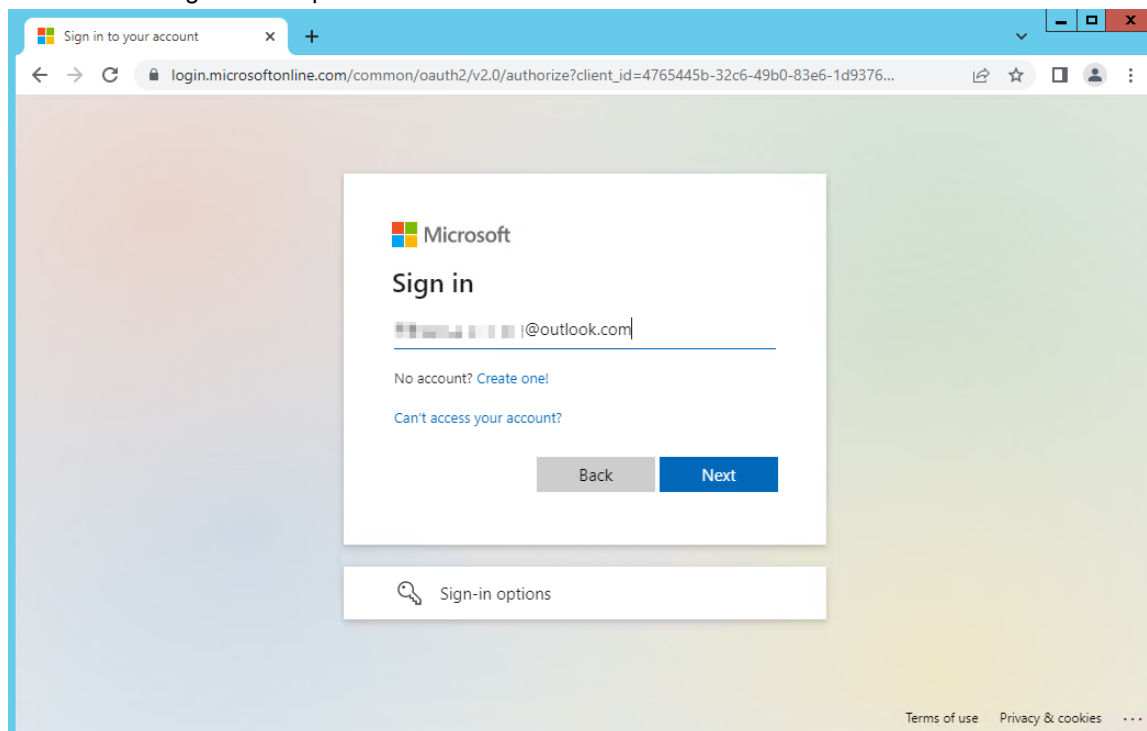 Sign in to your account
login.microsoftonline.com/common/oauth2/v2.0/authorize?client_id=4765445b-32c6-49b0-83e6-1d9376...
Microsoft
Sign in
@outlook.com
No account? Create one!
Can't access your account?
Back Next
Sign-in options
Terms of use Privacy & cookies ...